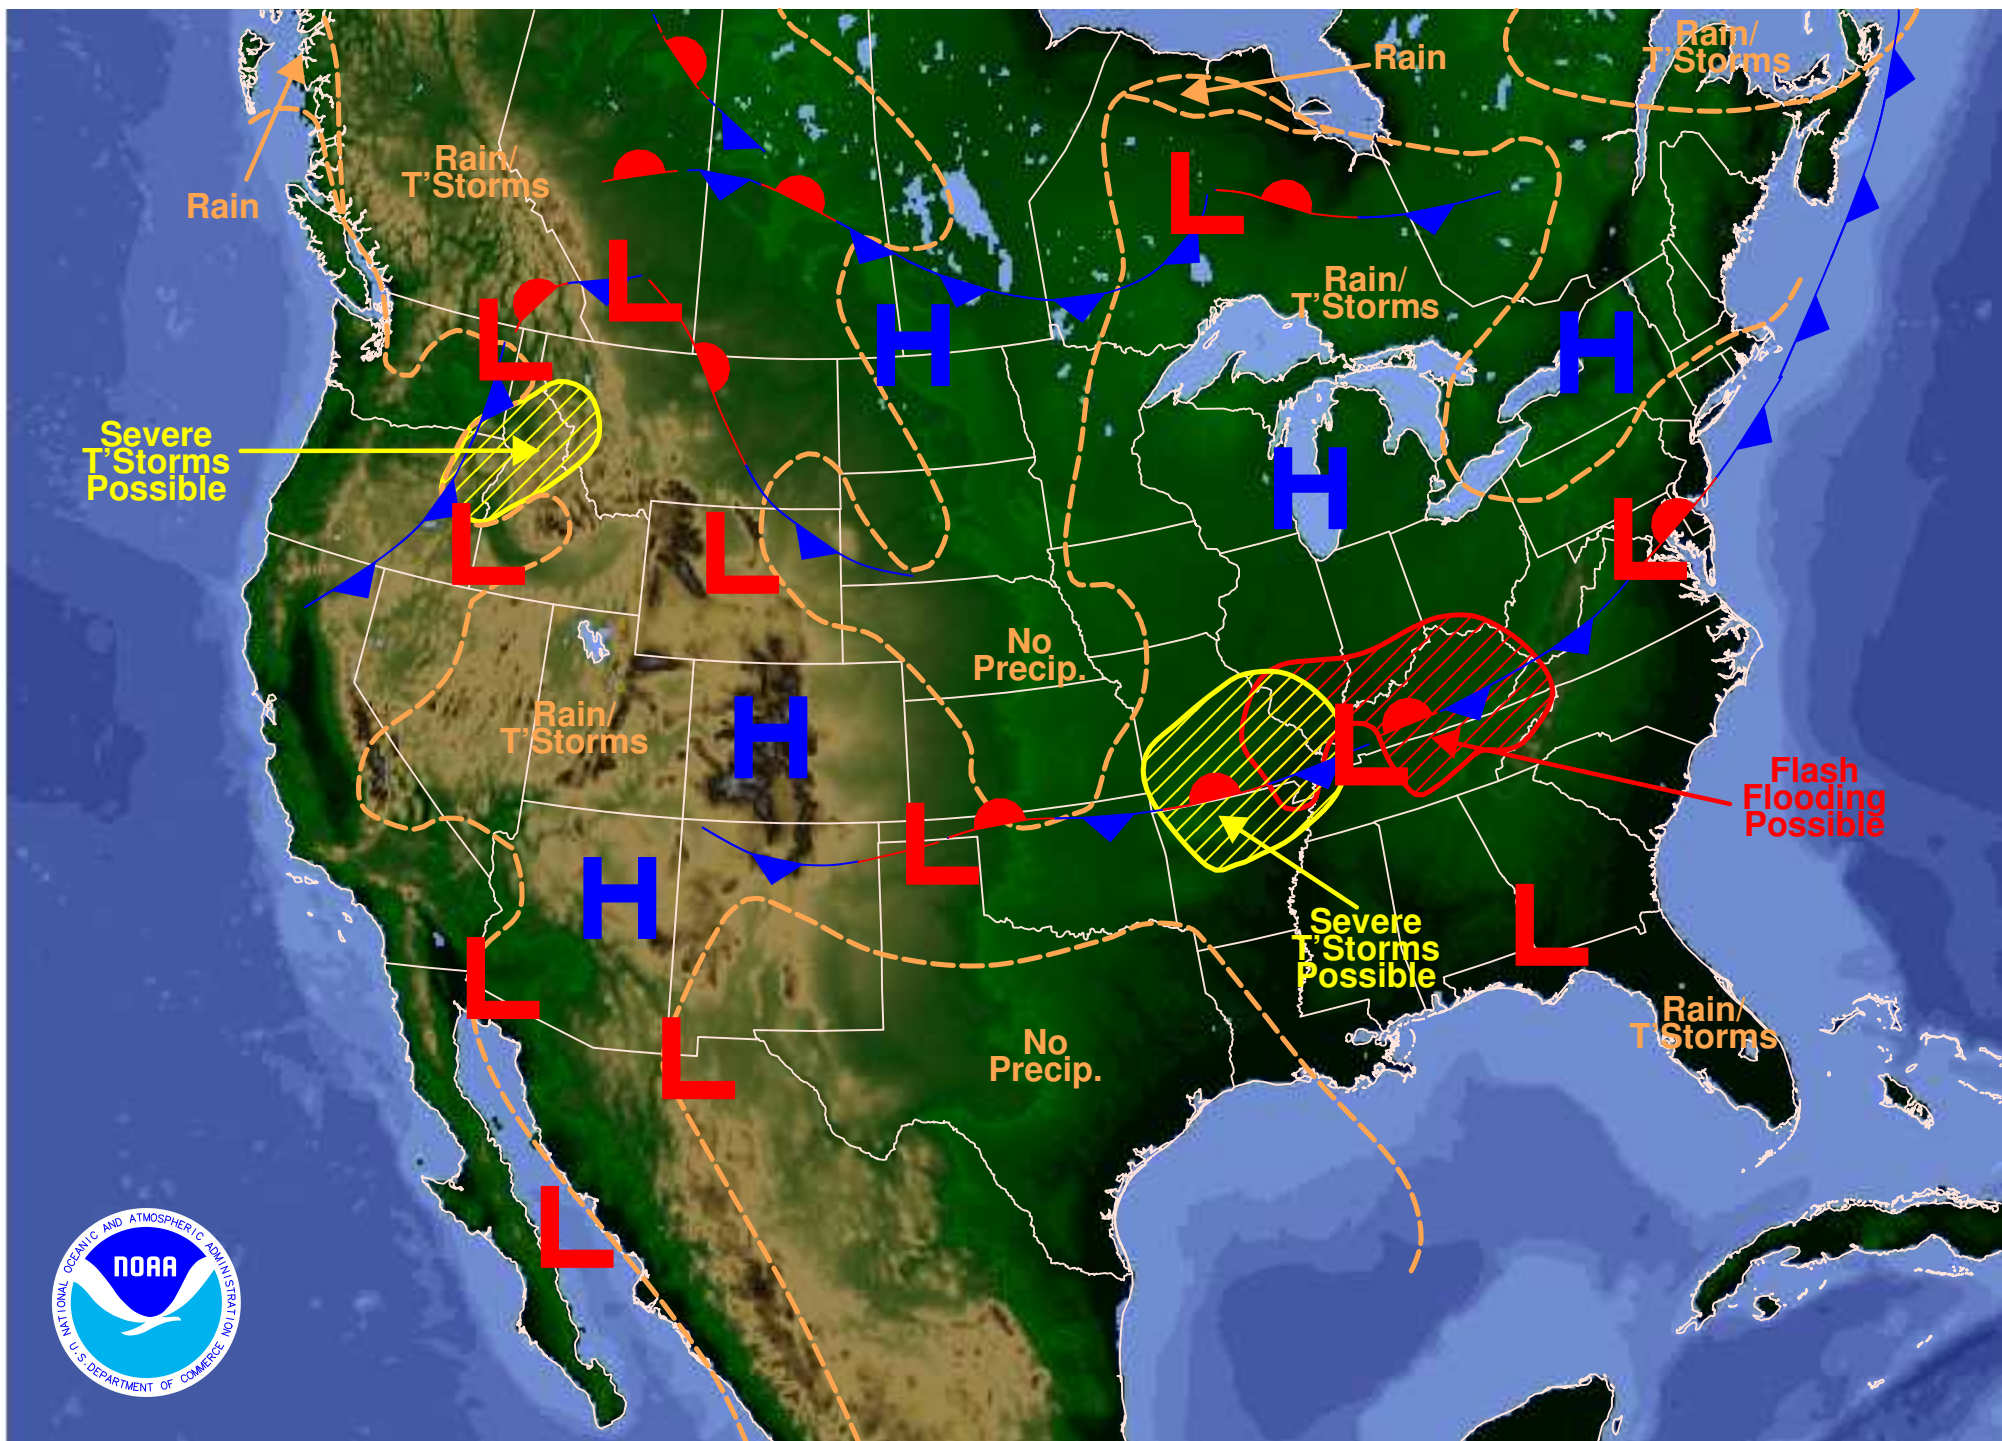 Rain/
T'Storms
Rain
Rain/
T'Storms
Rain
L
Rain/
T'Storms
L
L
H
H
Severe
T'Storms
Possible
H
L
L
L
L
No
Precip.
Rain/
T'Storms
H
L
Flash
Flooding
Possible
L
H
L
Severe
T'Storms
Possible
L
Rain/
T'Storms
L
No
Precip.
L
NATIONAL OCEANIC AND ATMOSPHERIC ADMINISTRATION
NOAA
U.S. DEPARTMENT OF COMMERCE